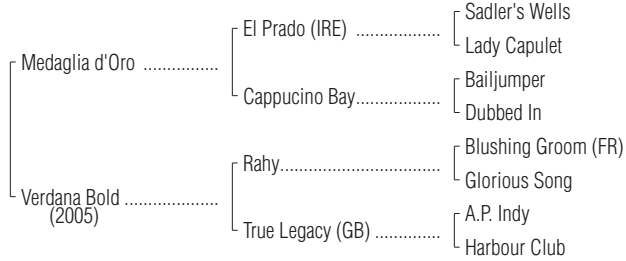 Sadler's Wells
El Prado (IRE) ..................
Lady Capulet
Medaglia d'Oro ................
Bailjumper
Cappucino Bay..................
Dubbed In
Blushing Groom (FR)
Rahy..................................
Glorious Song
Verdana Bold ....................
(2005)
A.P. Indy
True Legacy (GB) ..............
Harbour Club